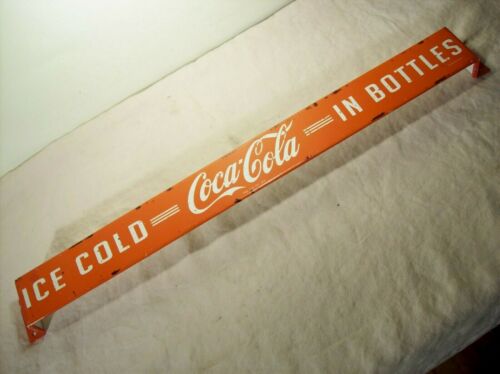 ICE COLD Coca-Cola IN BOTTLES